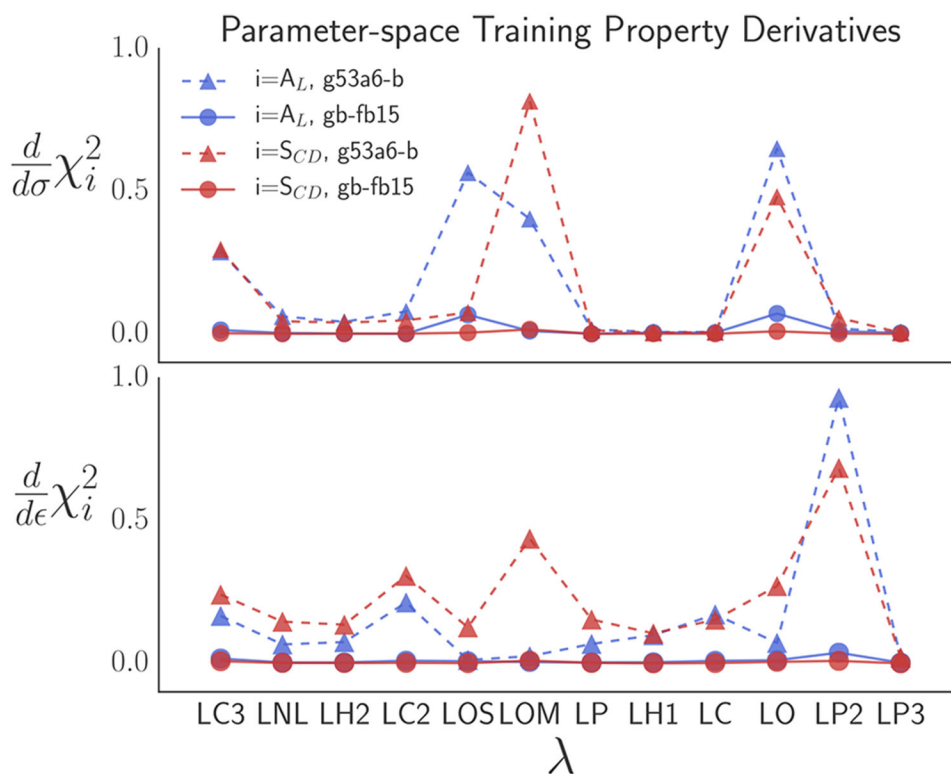 Parameter-space Training Property Derivatives
1.0
i=A_L, g53a6-b
i=A_L, gb-fb15
i=S_CD, g53a6-b
i=S_CD, gb-fb15
d/dσ χ_i^2
0.5
0.0
1.0
d/dϵ χ_i^2
0.5
0.0
LC3 LNL LH2 LC2 LOS LOM LP LH1 LC LO LP2 LP3
λ